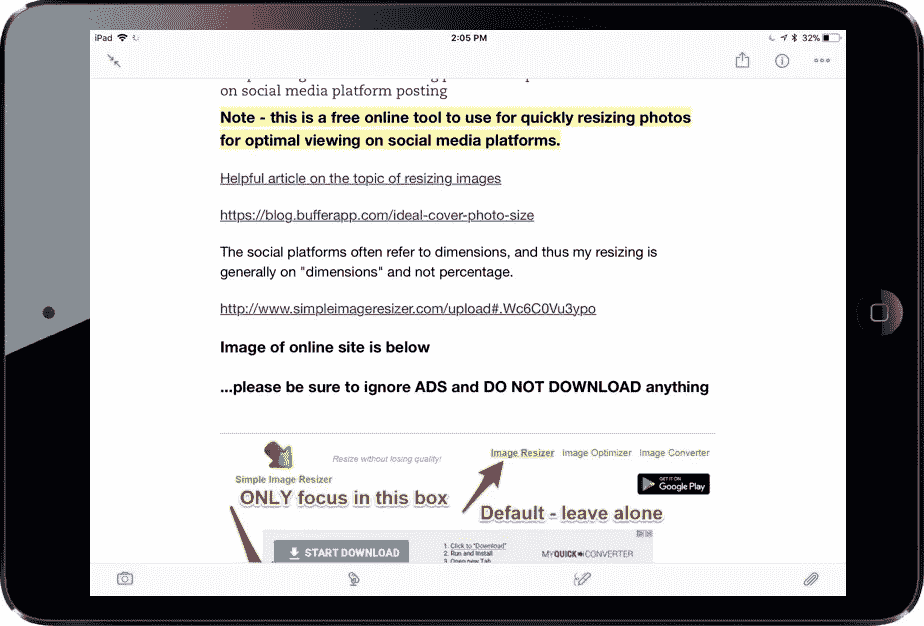 iPad
2:05 PM
32%
on social media platform posting
Note - this is a free online tool to use for quickly resizing photos
for optimal viewing on social media platforms.
Helpful article on the topic of resizing images
https://blog.bufferapp.com/ideal-cover-photo-size
The social platforms often refer to dimensions, and thus my resizing is
generally on "dimensions" and not percentage.
http://www.simpleimageresizer.com/upload#.Wc6C0Vu3ypo
Image of online site is below
...please be sure to ignore ADS and DO NOT DOWNLOAD anything
Resize without losing quality!
Image Resizer Image Optimizer Image Converter
Simple Image Resizer
GET IT ON
Google Play
ONLY focus in this box
Default - leave alone
START DOWNLOAD
1. Click to "Download"
2. Run and Install
3. Open new Tab
MYQUICK CONVERTER